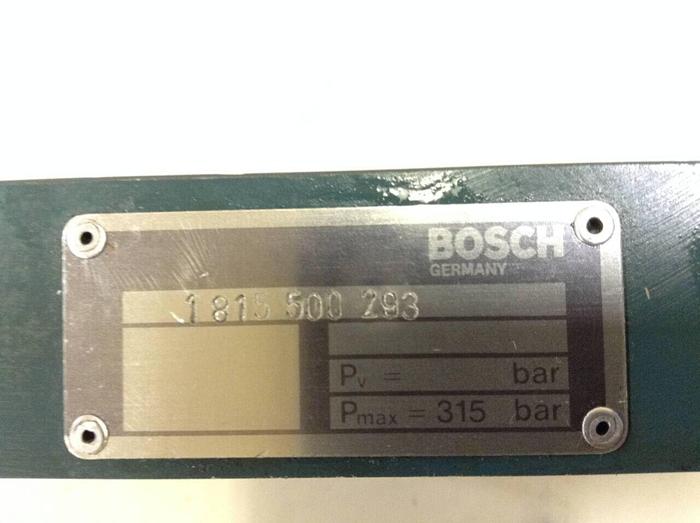 BOSCH
GERMANY
1 815 500 293
Pv = bar
Pmax = 315 bar